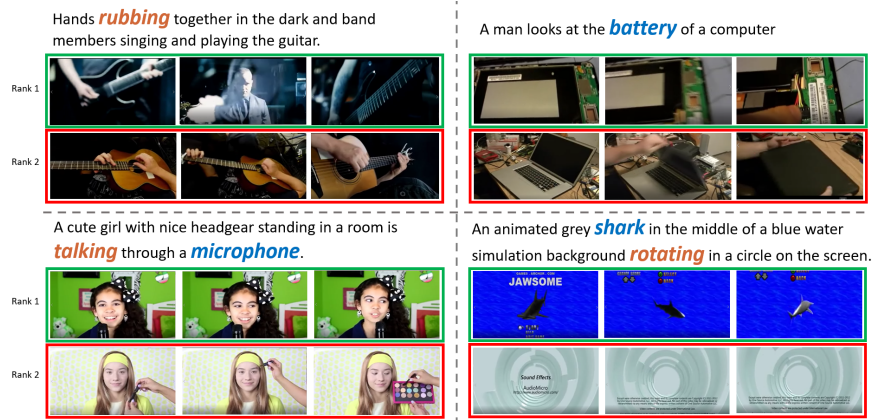 Hands rubbing together in the dark and band
members singing and playing the guitar.
Rank 1
Rank 2
A man looks at the battery of a computer
A cute girl with nice headgear standing in a room is
talking through a microphone.
Rank 1
JAWSOME
Rank 2
Sound Effects
AudioMicro
An animated grey shark in the middle of a blue water
simulation background rotating in a circle on the screen.